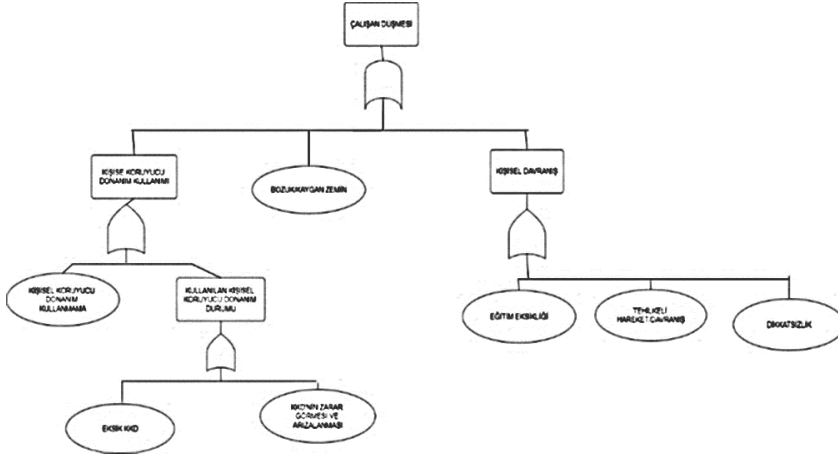 ÇALIŞAN DÜŞMESİ
KİŞİSE KORUYUCU
DONANIM KULLANIMI
BOZUK/KAYGAN ZEMİN
KİŞİSEL DAVRANIŞ
KİŞİSEL KORUYUCU
DONANIM
KULLANMAMA
KULLANILAN KİŞİSEL
KORUYUCU DONANIM
DURUMU
EĞİTİM EKSİKLİĞİ
TEHLİKELİ
HAREKET/DAVRANIŞ
DİKKATSİZLİK
EKSİK KKD
KKD'NİN ZARAR
GÖRMESİ VE
ARIZALANMASI